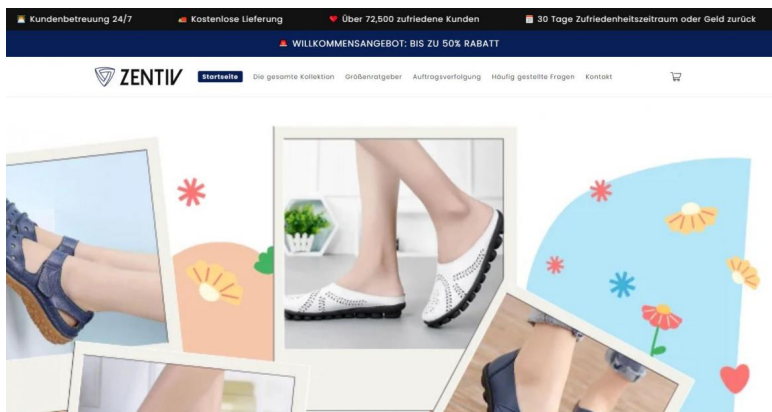 Kundenbetreuung 24/7
Kostenlose Lieferung
Über 72,500 zufriedene Kunden
30 Tage Zufriedenheitszeitraum oder Geld zurück
WILLKOMMENSANGEBOT: BIS ZU 50% RABATT
ZENTIV
Startseite
Die gesamte Kollektion
Größenratgeber
Auftragsverfolgung
Häufig gestellte Fragen
Kontakt